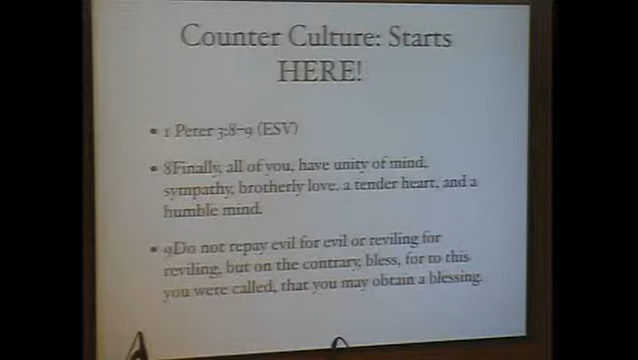 Counter Culture: Starts
HERE!
• 1 Peter 3:8–9 (ESV)
• 8Finally, all of you, have unity of mind,
sympathy, brotherly love, a tender heart, and a
humble mind.
• 9Do not repay evil for evil or reviling for
reviling, but on the contrary, bless, for to this
you were called, that you may obtain a blessing.